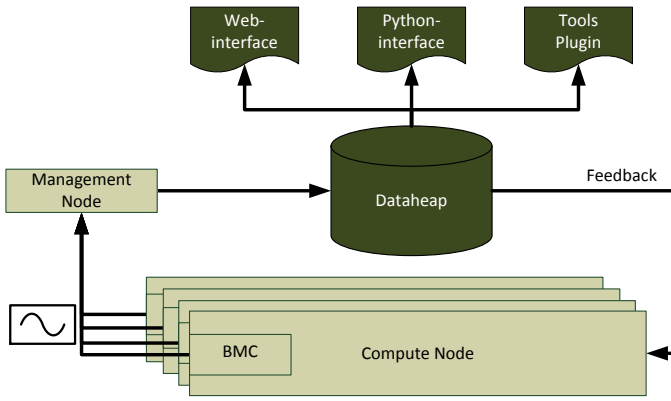 Web-
interface
Python-
interface
Tools
Plugin
Management
Node
Dataheap
Feedback
BMC
Compute Node